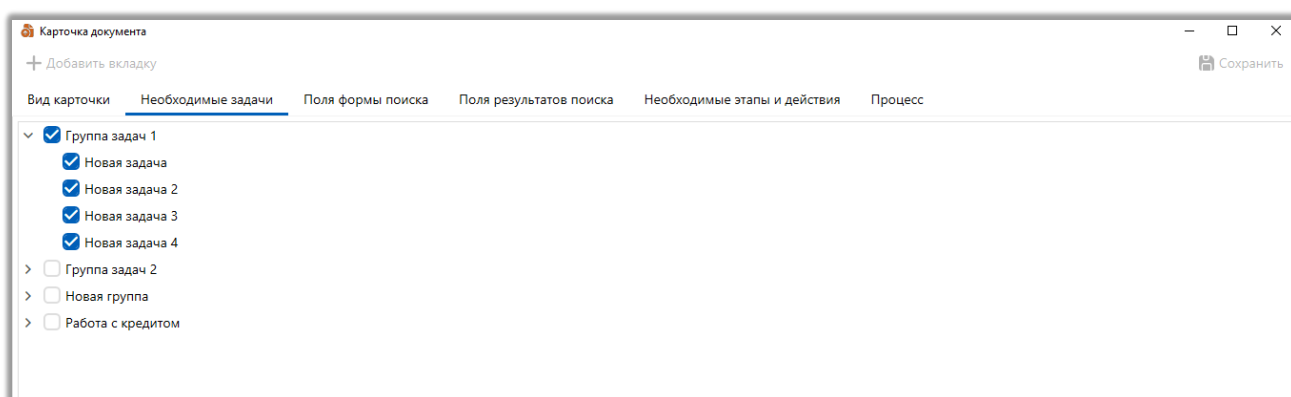 Карточка документа
Добавить вкладку Сохранить
Вид карточки Необходимые задачи Поля формы поиска Поля результатов поиска Необходимые этапы и действия Процесс
Группа задач 1
Новая задача
Новая задача 2
Новая задача 3
Новая задача 4
Группа задач 2
Новая группа
Работа с кредитом